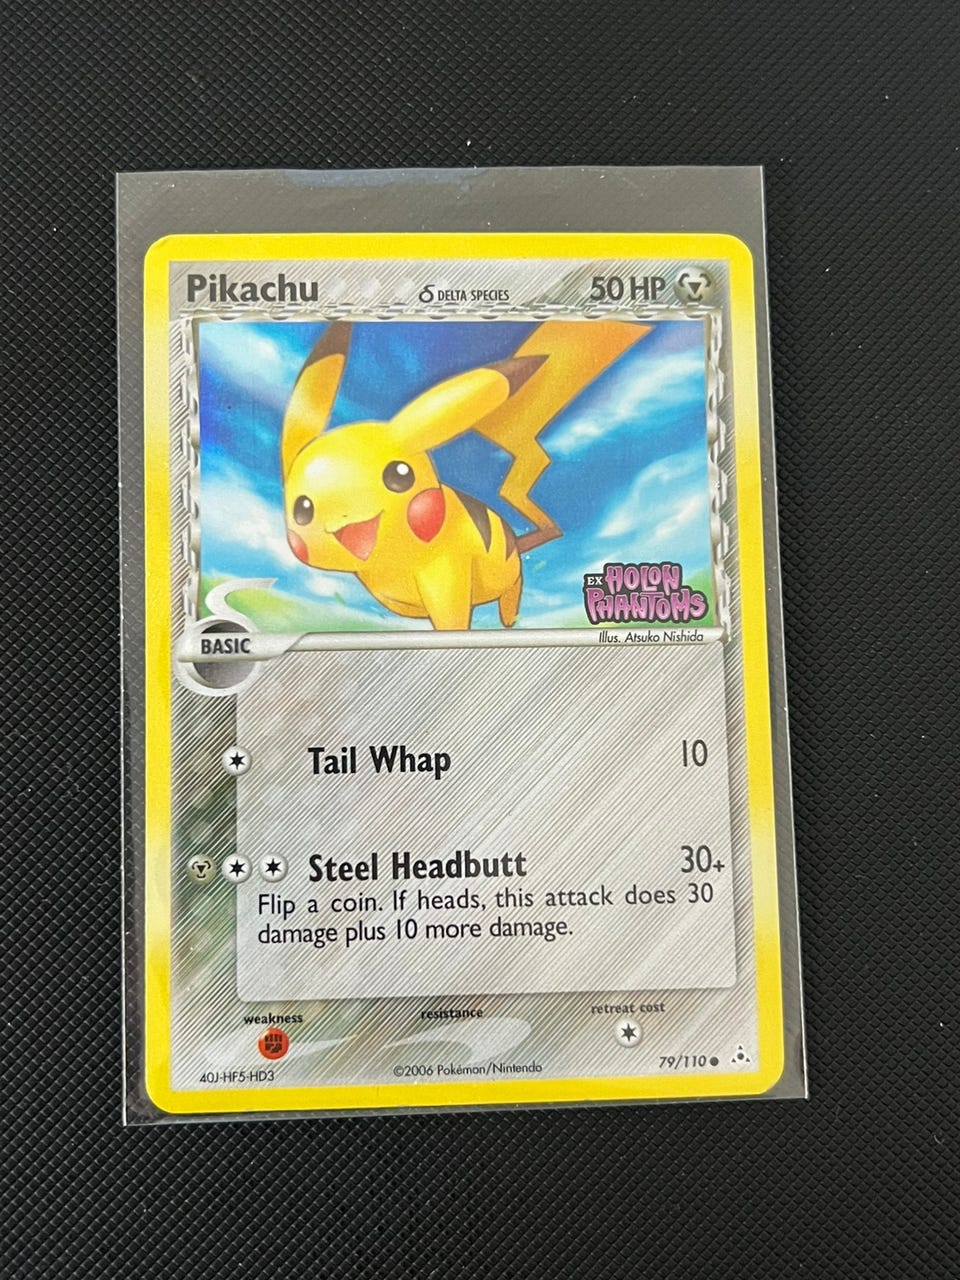 Pikachu δ DELTA SPECIES 50 HP
EX HOLON
PHANTOMS
Illus. Atsuko Nishida
BASIC
Tail Whap 10
Steel Headbutt 30+
Flip a coin. If heads, this attack does 30
damage plus 10 more damage.
weakness resistance retreat cost
40J-HF5-HD3 ©2006 Pokémon/Nintendo 79/110